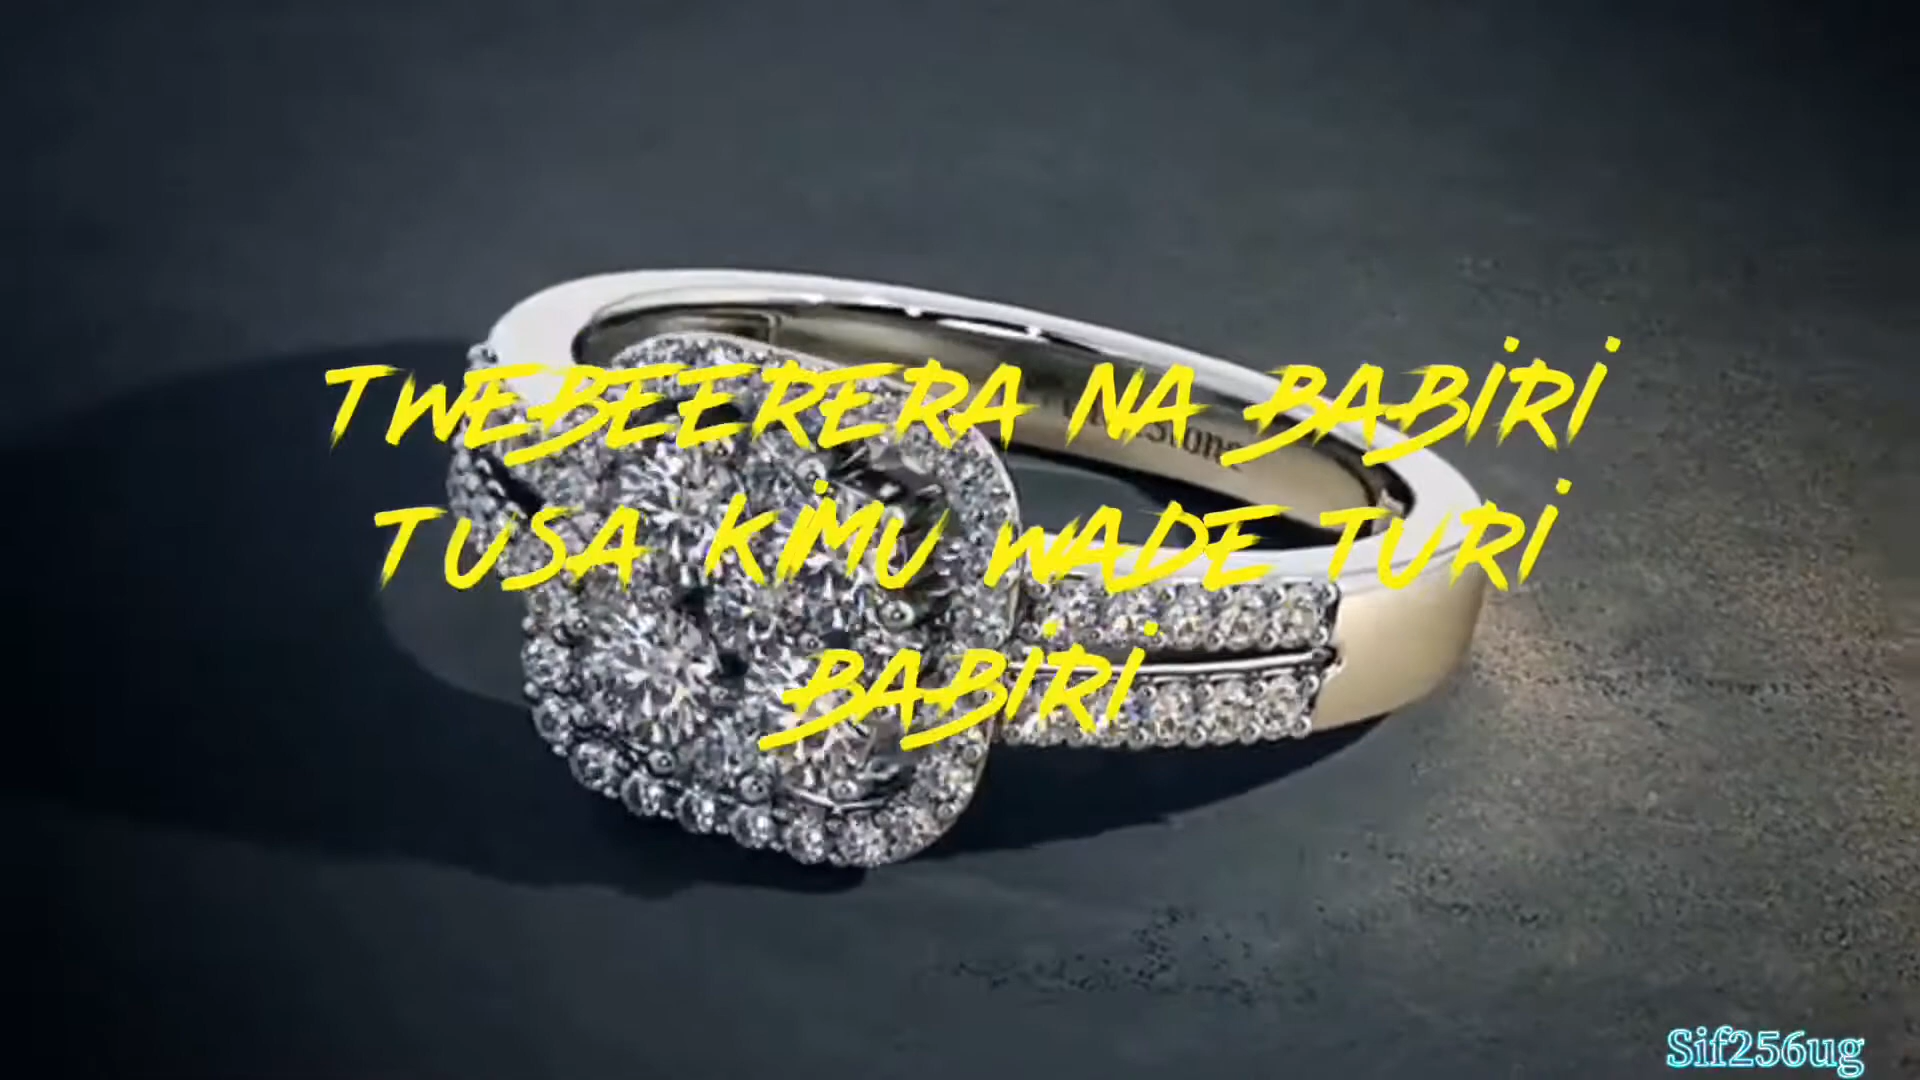 TWEBEERERA NA BABIRI
TUSA KIMU WADE TURI
BABIRI
Sif256ug